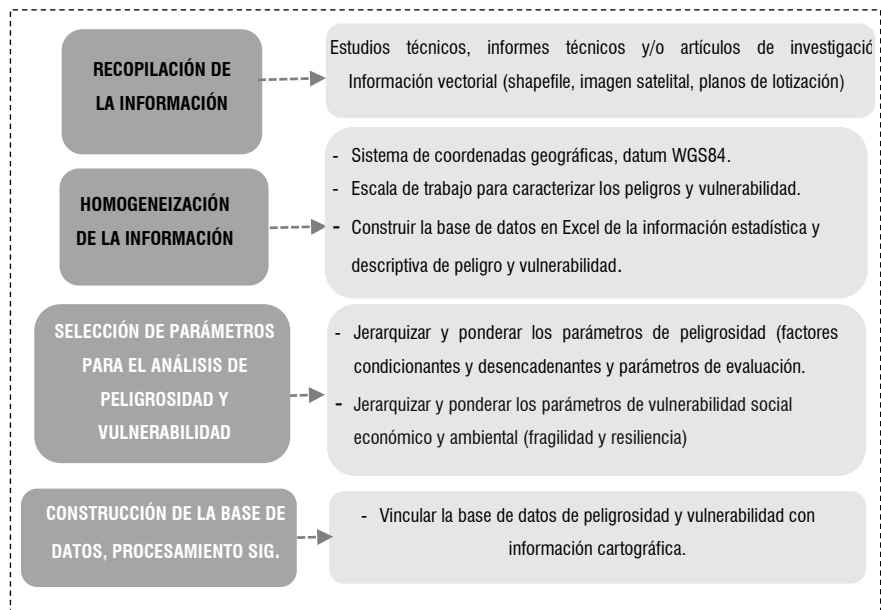 RECOPILACIÓN DE
LA INFORMACIÓN
Estudios técnicos, informes técnicos y/o artículos de investigació
Información vectorial (shapefile, imagen satelital, planos de lotización)
HOMOGENEIZACIÓN
DE LA INFORMACIÓN
- Sistema de coordenadas geográficas, datum WGS84.
- Escala de trabajo para caracterizar los peligros y vulnerabilidad.
- Construir la base de datos en Excel de la información estadística y
descriptiva de peligro y vulnerabilidad.
SELECCIÓN DE PARÁMETROS
PARA EL ANÁLISIS DE
PELIGROSIDAD Y
VULNERABILIDAD
- Jerarquizar y ponderar los parámetros de peligrosidad (factores
condicionantes y desencadenantes y parámetros de evaluación.
- Jerarquizar y ponderar los parámetros de vulnerabilidad social
económico y ambiental (fragilidad y resiliencia)
CONSTRUCCIÓN DE LA BASE DE
DATOS, PROCESAMIENTO SIG.
- Vincular la base de datos de peligrosidad y vulnerabilidad con
información cartográfica.